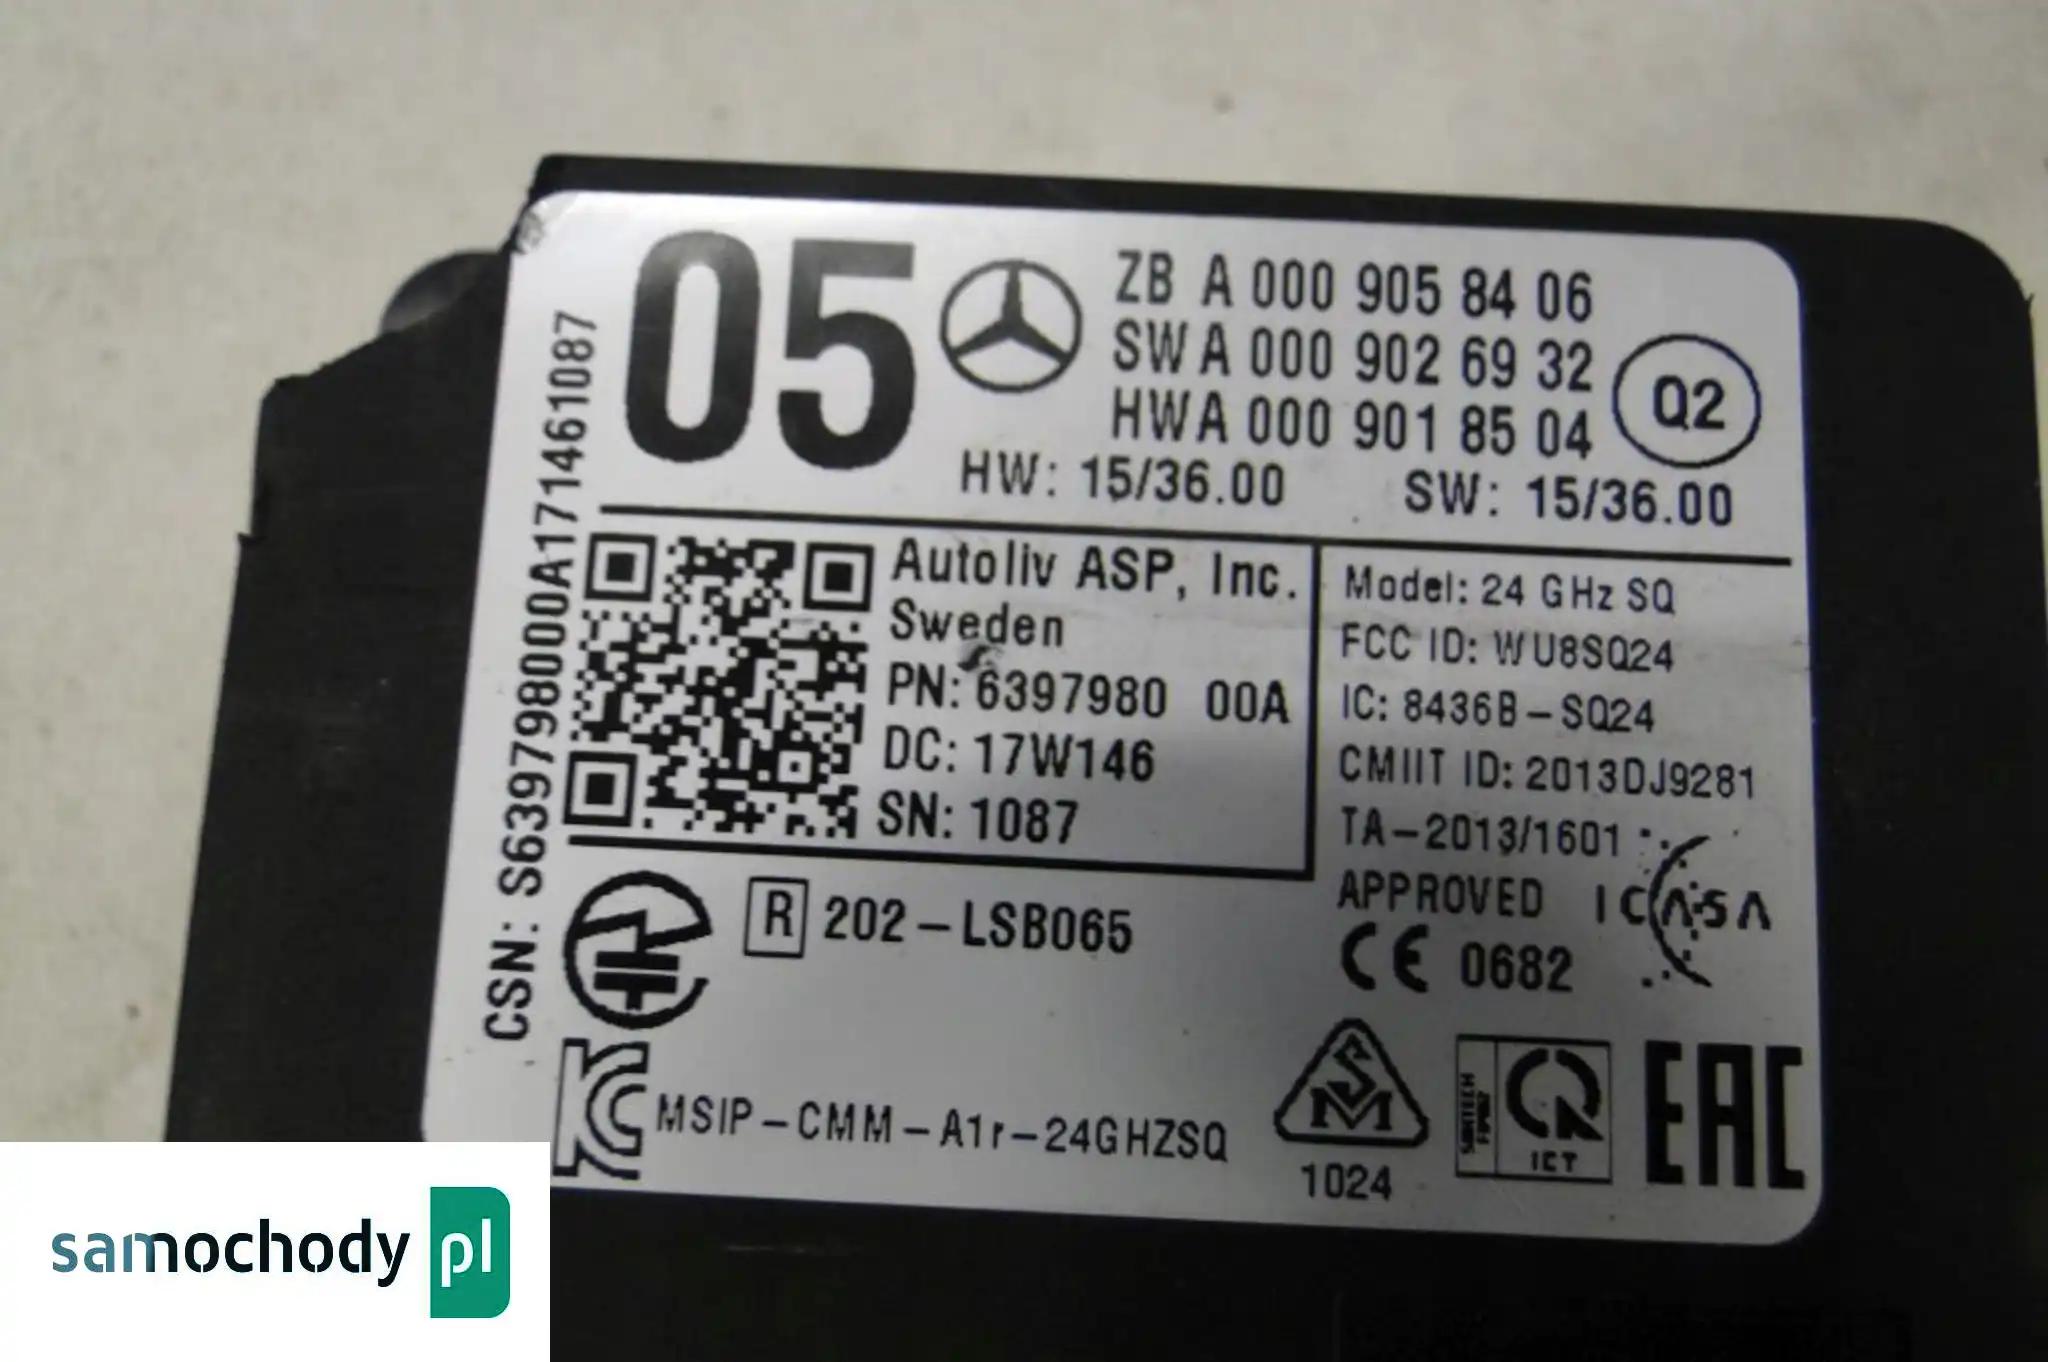 05
ZB A 000 905 84 06
SW A 000 902 69 32
HW A 000 901 85 04
Q2
HW: 15/36.00 SW: 15/36.00
CSN: S639798000A171461087
Autoliv ASP, Inc.
Sweden
PN: 6397980 00A
DC: 17W146
SN: 1087
Model: 24 GHz SQ
FCC ID: WU8SQ24
IC: 8436B-SQ24
CMIIT ID: 2013DJ9281
TA-2013/1601
APPROVED ICASA
CE 0682
R 202-LSB065
MSIP-CMM-A1r-24GHZSQ
SM
1024
ICT
EAC
samochody pl